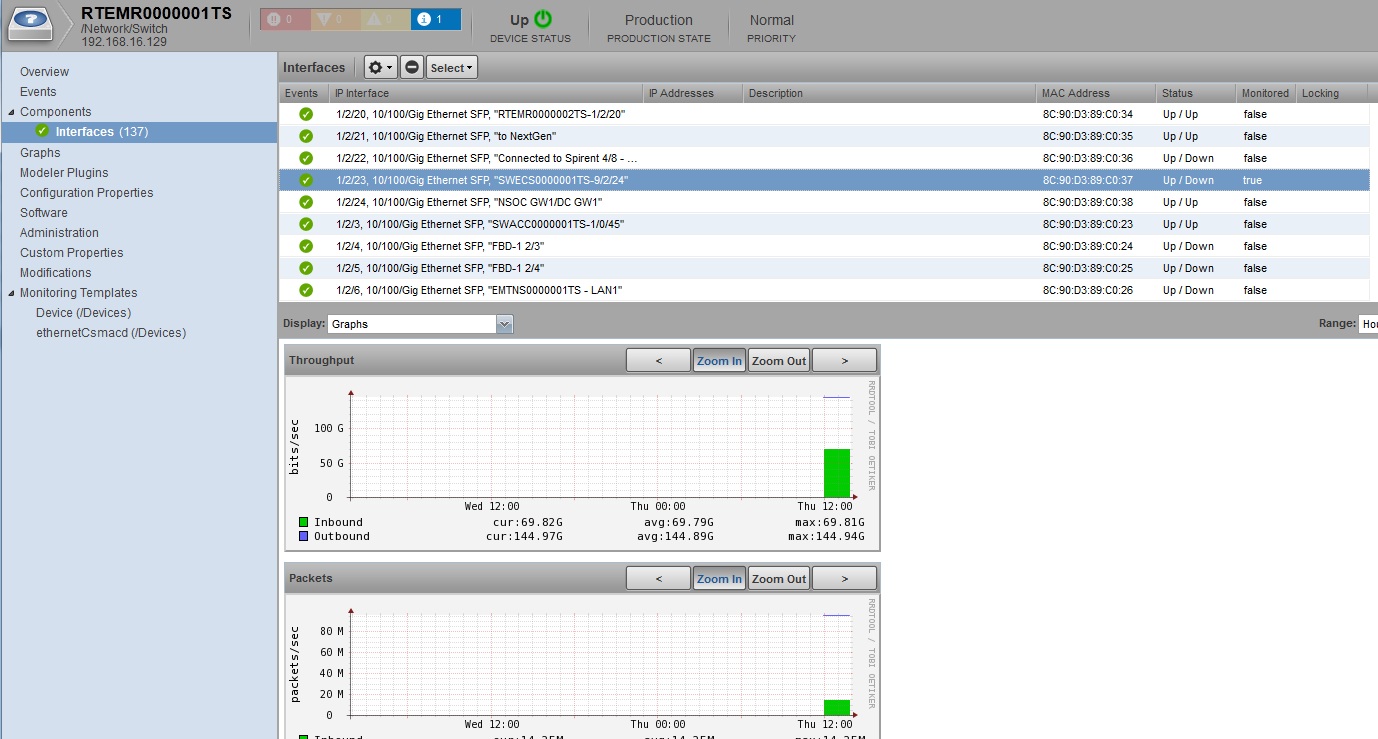 RTEMR0000001TS
/Network/Switch
192.168.16.129
0 0 0 1
Up
DEVICE STATUS
Production
PRODUCTION STATE
Normal
PRIORITY
Overview
Events
Components
Interfaces (137)
Graphs
Modeler Plugins
Configuration Properties
Software
Administration
Custom Properties
Modifications
Monitoring Templates
Device (/Devices)
ethernetCsmacd (/Devices)
Interfaces Select
Events IP Interface IP Addresses Description MAC Address Status Monitored Locking
1/2/20, 10/100/Gig Ethernet SFP, "RTEMR0000002TS-1/2/20" 8C:90:D3:89:C0:34 Up / Up false
1/2/21, 10/100/Gig Ethernet SFP, "to NextGen" 8C:90:D3:89:C0:35 Up / Up false
1/2/22, 10/100/Gig Ethernet SFP, "Connected to Spirent 4/8 - ... 8C:90:D3:89:C0:36 Up / Down false
1/2/23, 10/100/Gig Ethernet SFP, "SWECS0000001TS-9/2/24" 8C:90:D3:89:C0:37 Up / Down true
1/2/24, 10/100/Gig Ethernet SFP, "NSOC GW1/DC GW1" 8C:90:D3:89:C0:38 Up / Up false
1/2/3, 10/100/Gig Ethernet SFP, "SWACC0000001TS-1/0/45" 8C:90:D3:89:C0:23 Up / Up false
1/2/4, 10/100/Gig Ethernet SFP, "FBD-1 2/3" 8C:90:D3:89:C0:24 Up / Down false
1/2/5, 10/100/Gig Ethernet SFP, "FBD-1 2/4" 8C:90:D3:89:C0:25 Up / Down false
1/2/6, 10/100/Gig Ethernet SFP, "EMTNS0000001TS - LAN1" 8C:90:D3:89:C0:26 Up / Down false
Display: Graphs Range: Hou
Throughput < Zoom In Zoom Out >
RRDTOOL / TOBI OETIKER
bits/sec
100 G
50 G
0
Wed 12:00 Thu 00:00 Thu 12:00
Inbound cur:69.82G avg:69.79G max:69.81G
Outbound cur:144.97G avg:144.89G max:144.94G
Packets < Zoom In Zoom Out >
RRDTOOL / TOBI OETIKER
packets/sec
80 M
60 M
40 M
20 M
0
Wed 12:00 Thu 00:00 Thu 12:00
Inbound cur:14.25M avg:14.25M max:14.25M